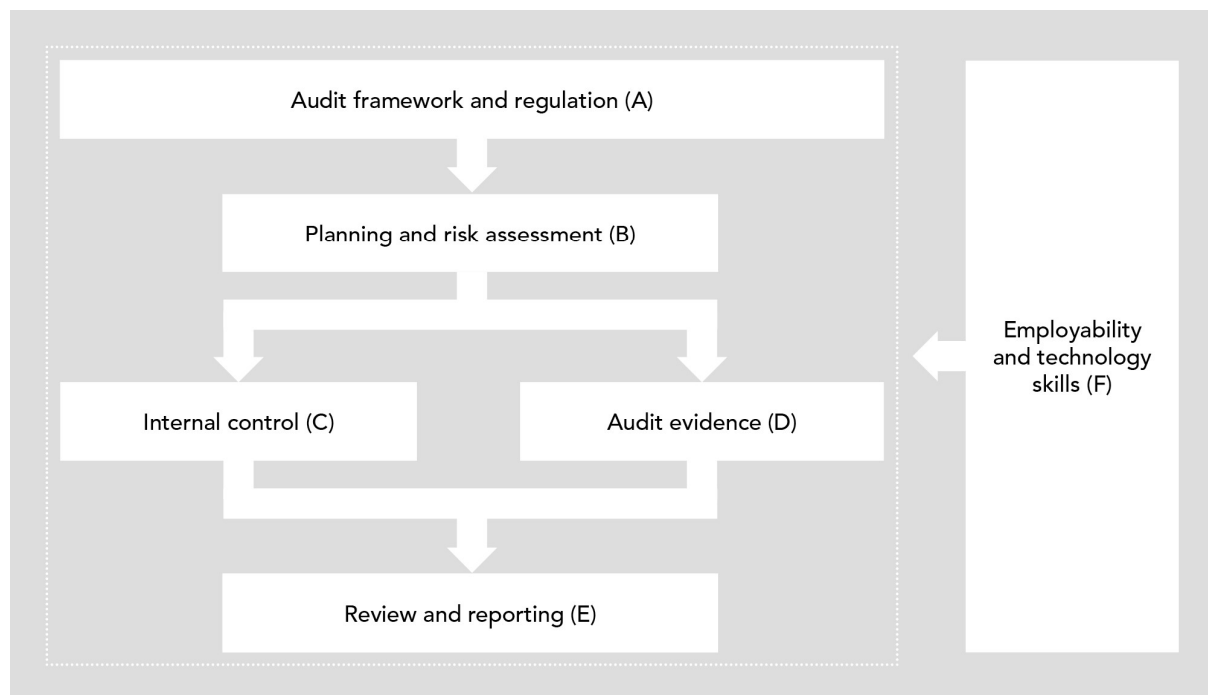 Audit framework and regulation (A)
Planning and risk assessment (B)
Internal control (C)
Audit evidence (D)
Review and reporting (E)
Employability
and technology
skills (F)